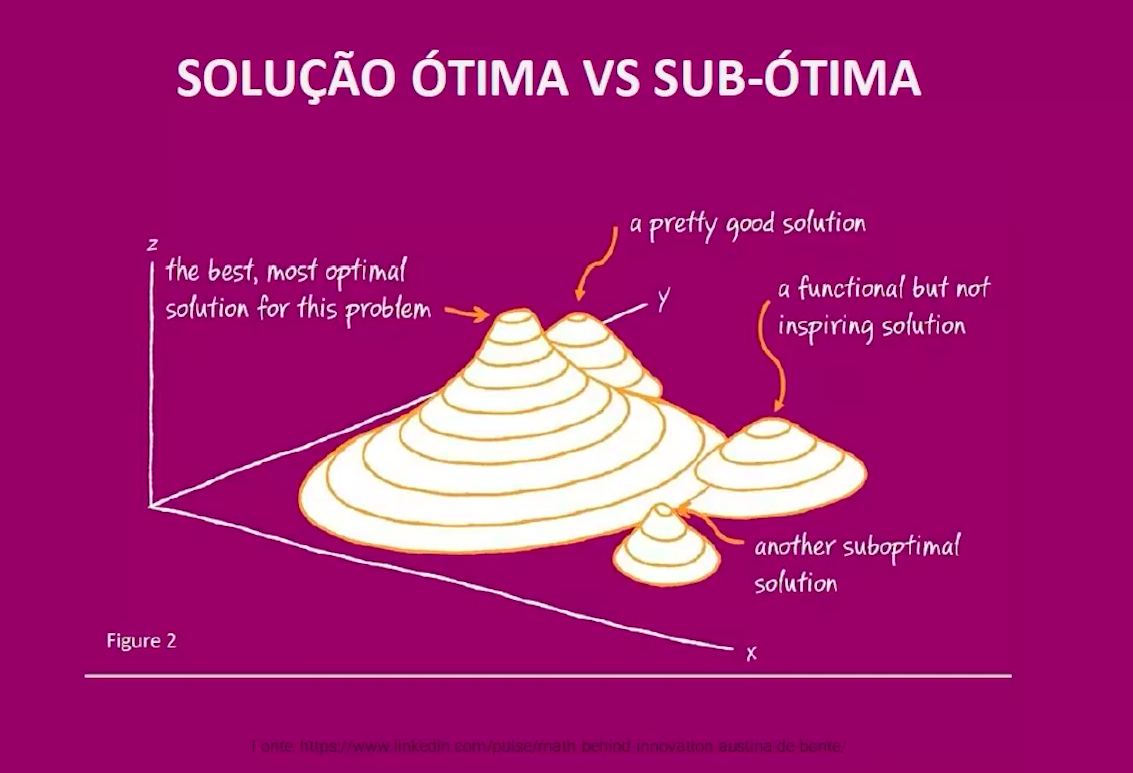 SOLUÇÃO ÓTIMA VS SUB-ÓTIMA
a pretty good solution
z
the best, most optimal
solution for this problem
y
a functional but not
inspiring solution
another suboptimal
solution
Figure 2
x
Fonte: https://www.linkedin.com/pulse/math-behind-innovation-austina-de-bonte/